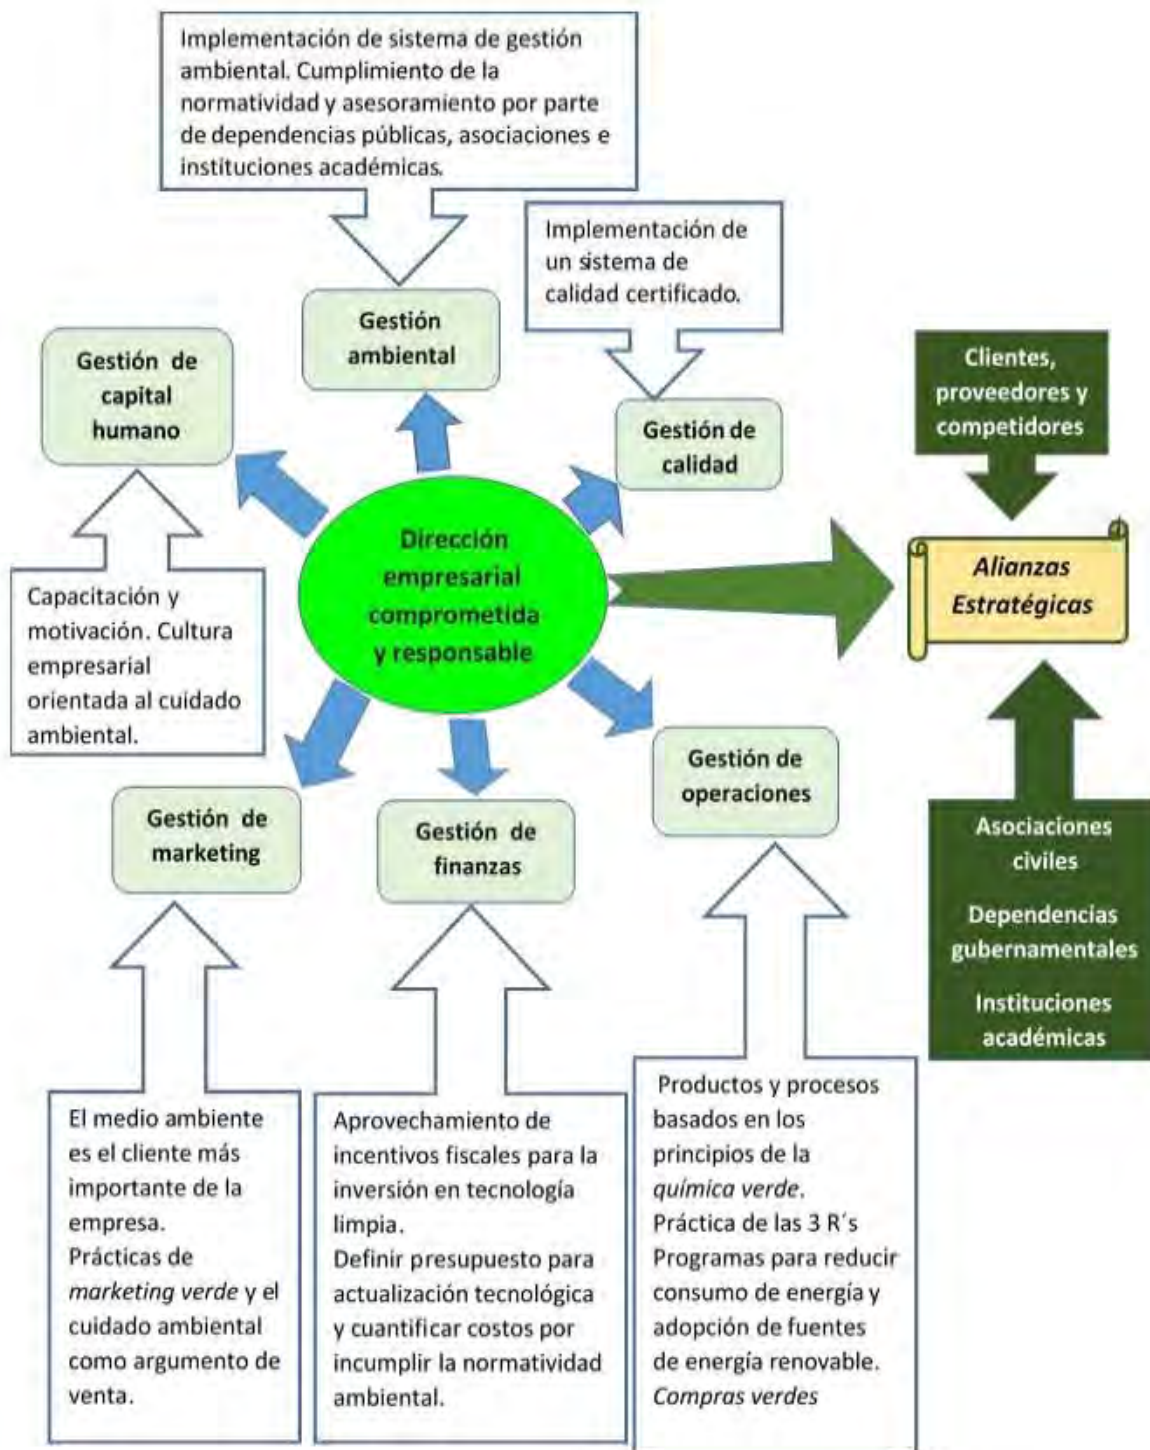 Implementación de sistema de gestión
ambiental. Cumplimiento de la
normatividad y asesoramiento por parte
de dependencias públicas, asociaciones e
instituciones académicas.
Implementación de
un sistema de
calidad certificado.
Gestión
ambiental
Gestión de
capital
humano
Gestión de
calidad
Clientes,
proveedores y
competidores
Dirección
empresarial
comprometida
y responsable
Alianzas
Estratégicas
Capacitación y
motivación. Cultura
empresarial
orientada al cuidado
ambiental.
Gestión de
operaciones
Gestión de
marketing
Gestión de
finanzas
Asociaciones
civiles
Dependencias
gubernamentales
Instituciones
académicas
El medio ambiente
es el cliente más
importante de la
empresa.
Prácticas de
marketing verde y el
cuidado ambiental
como argumento de
venta.
Aprovechamiento de
incentivos fiscales para la
inversión en tecnología
limpia.
Definir presupuesto para
actualización tecnológica
y cuantificar costos por
incumplir la normatividad
ambiental.
Productos y procesos
basados en los
principios de la
química verde.
Práctica de las 3 R´s
Programas para reducir
consumo de energía y
adopción de fuentes
de energía renovable.
Compras verdes